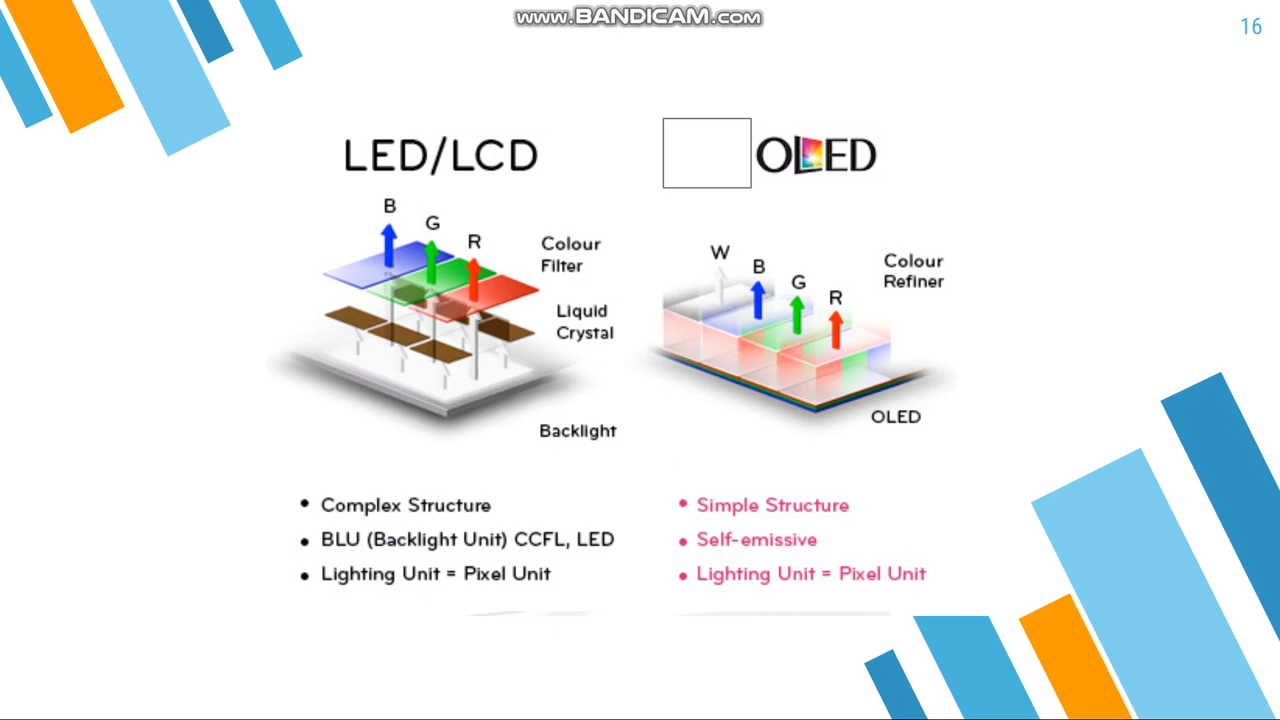 www.BANDICAM.com
16
LED/LCD
B
G
R
Colour
Filter
Liquid
Crystal
Backlight
• Complex Structure
• BLU (Backlight Unit) CCFL, LED
• Lighting Unit = Pixel Unit
OLED
W
B
G
R
Colour
Refiner
OLED
• Simple Structure
• Self-emissive
• Lighting Unit = Pixel Unit